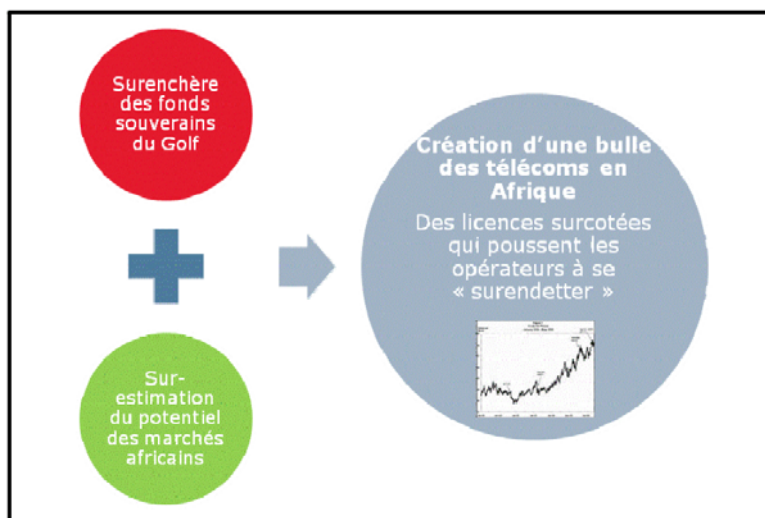 Surenchère
des fonds
souverains
du Golf
Sur-
estimation
du potentiel
des marchés
africains
Création d'une bulle
des télécoms en
Afrique
Des licences surcotées
qui poussent les
opérateurs à se
« surendetter »